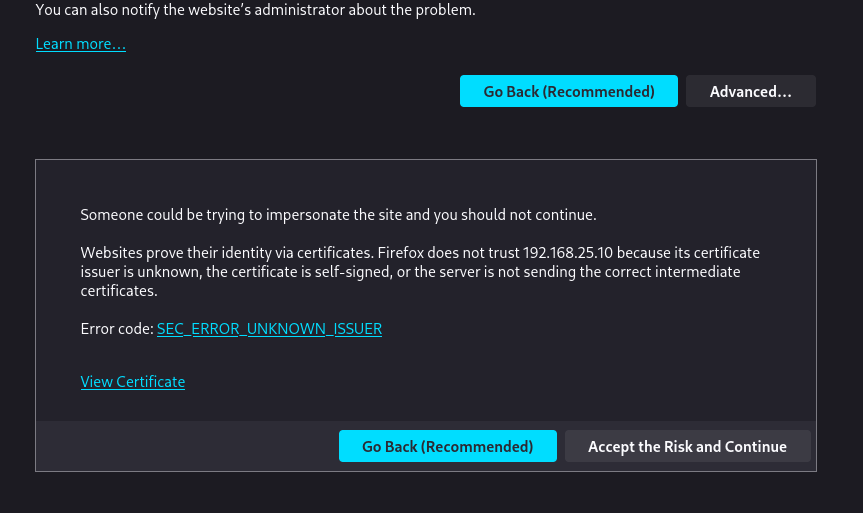 You can also notify the website’s administrator about the problem.
Learn more…
Go Back (Recommended)
Advanced…
Someone could be trying to impersonate the site and you should not continue.
Websites prove their identity via certificates. Firefox does not trust 192.168.25.10 because its certificate
issuer is unknown, the certificate is self-signed, or the server is not sending the correct intermediate
certificates.
Error code: SEC_ERROR_UNKNOWN_ISSUER
View Certificate
Go Back (Recommended)
Accept the Risk and Continue